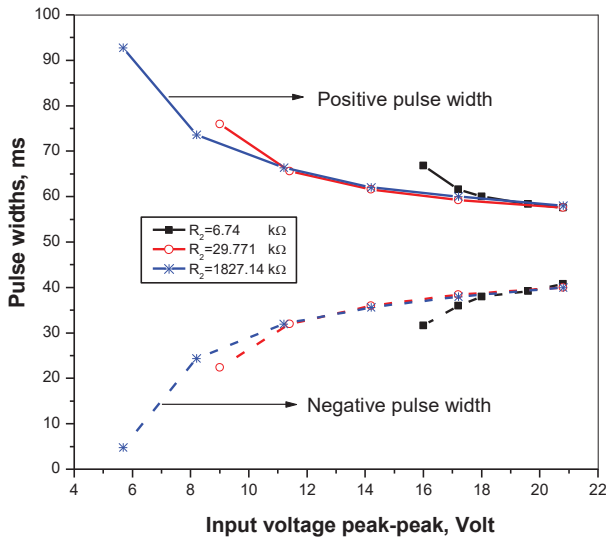 100
90
80
70
60
50
40
30
20
10
0
Pulse widths, ms
Positive pulse width
R₂=6.74 kΩ
R₂=29.771 kΩ
R₂=1827.14 kΩ
Negative pulse width
4 6 8 10 12 14 16 18 20 22
Input voltage peak-peak, Volt